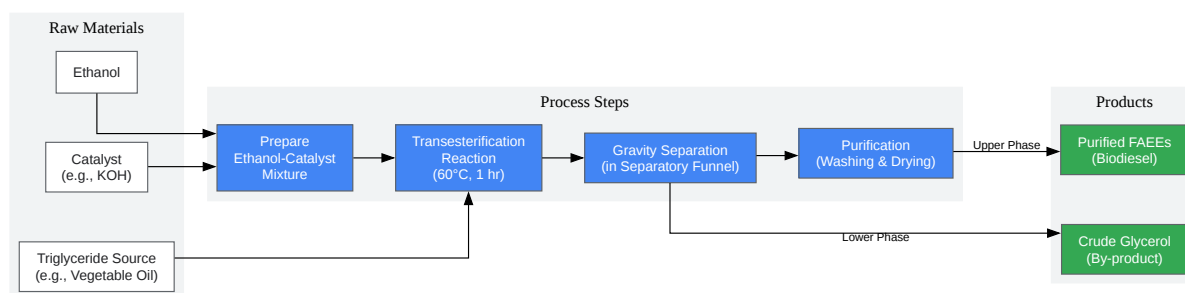 Raw Materials
Ethanol
Catalyst
(e.g., KOH)
Triglyceride Source
(e.g., Vegetable Oil)
Process Steps
Prepare
Ethanol-Catalyst
Mixture
Transesterification
Reaction
(60°C, 1 hr)
Gravity Separation
(in Separatory Funnel)
Purification
(Washing & Drying)
Upper Phase
Lower Phase
Products
Purified FAEEs
(Biodiesel)
Crude Glycerol
(By-product)